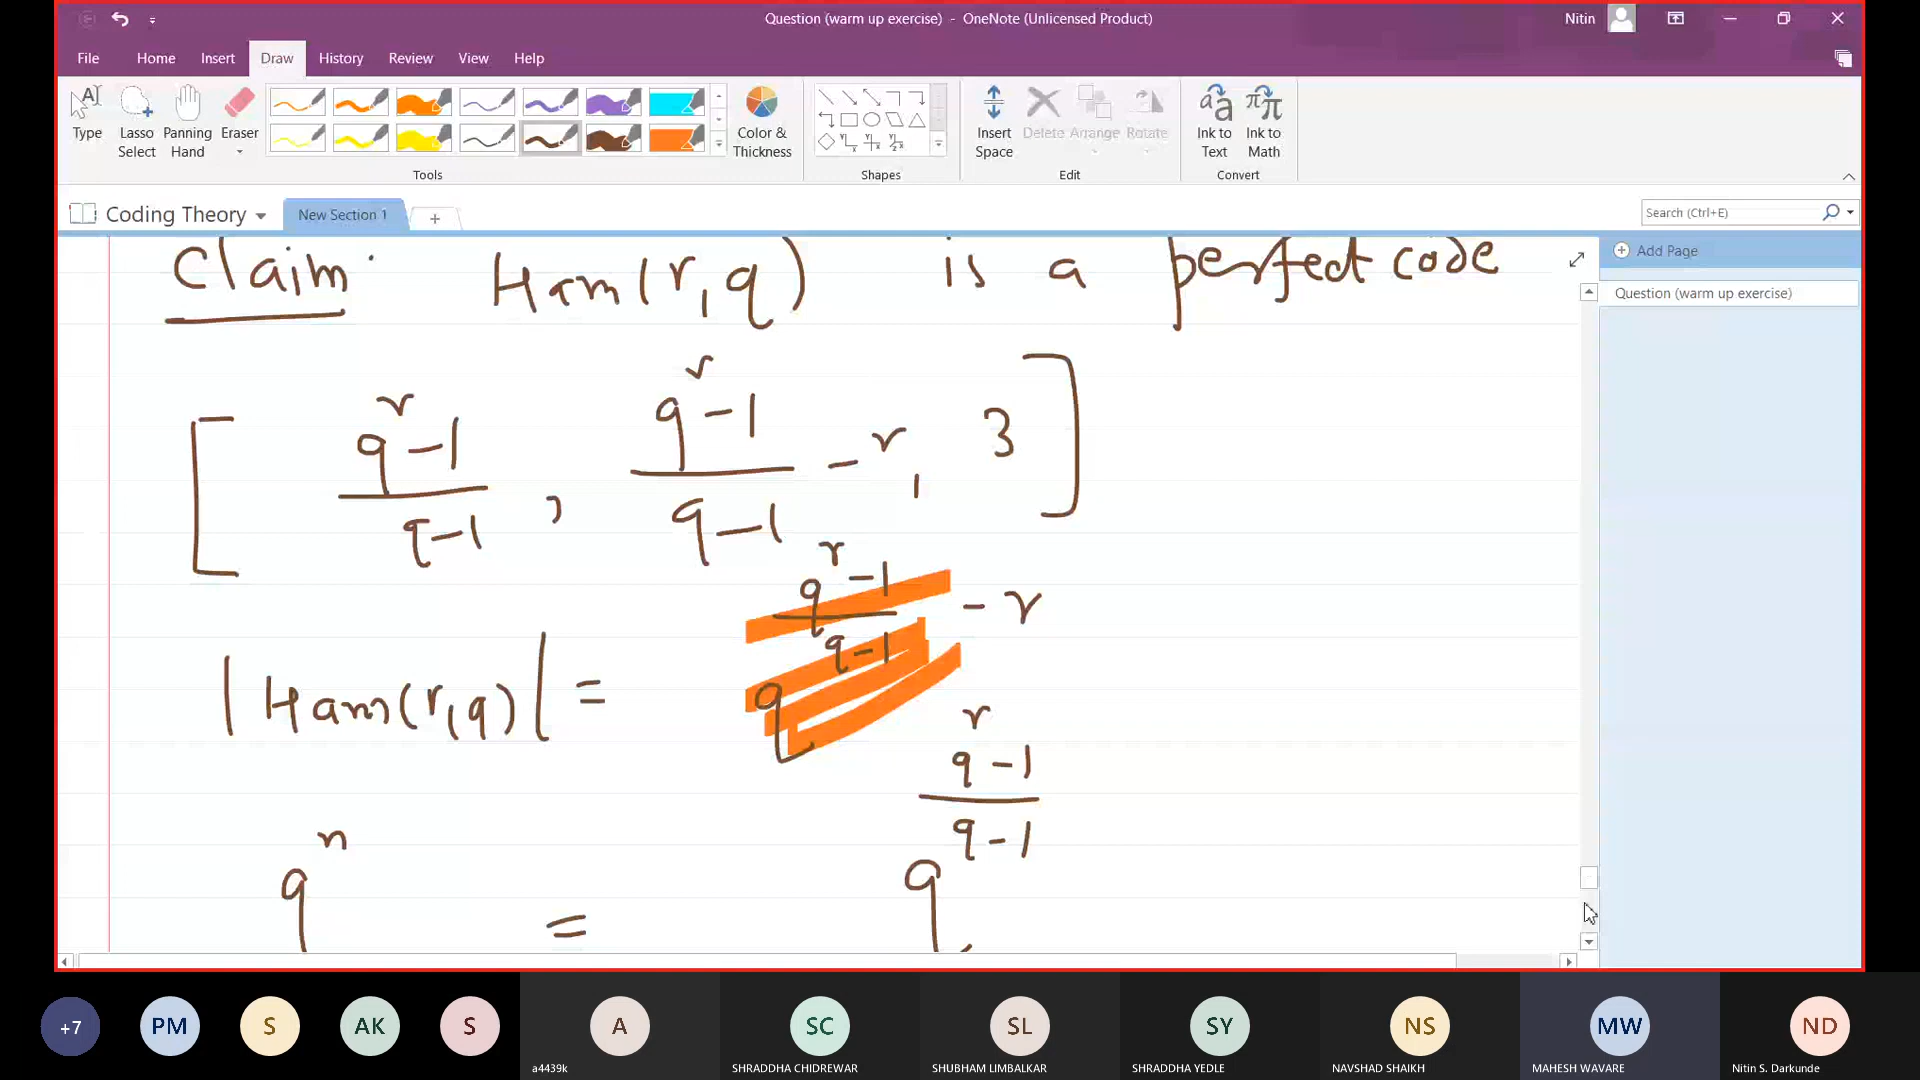 Question (warm up exercise) - OneNote (Unlicensed Product)
Nitin
File Home Insert Draw History Review View Help
Type
Lasso Select
Panning Hand
Eraser
Color & Thickness
Insert Space
Delete
Arrange
Rotate
Ink to Text
Ink to Math
Tools
Shapes
Edit
Convert
Coding Theory
New Section 1
+
Search (Ctrl+E)
Add Page
Question (warm up exercise)
Claim: Ham(r,q) is a perfect code
[ (q^r-1)/(q-1) , (q^r-1)/(q-1) - r, 3 ]
|Ham(r,q)| = q^((q^r-1)/(q-1) - r)
q^n = q^((q^r-1)/(q-1))
+7 PM S AK S A SC SL SY NS MW ND
a4439k SHRADDHA CHIDREWAR SHUBHAM LIMBALKAR SHRADDHA YEDLE NAVSHAD SHAIKH MAHESH WAVARE Nitin S. Darkunde